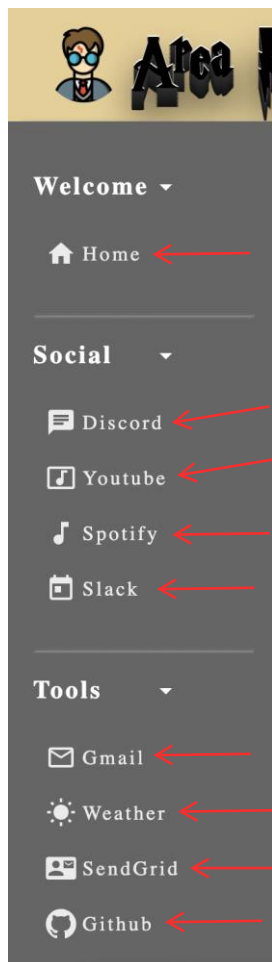 Area
Welcome
Home
Social
Discord
Youtube
Spotify
Slack
Tools
Gmail
Weather
SendGrid
Github